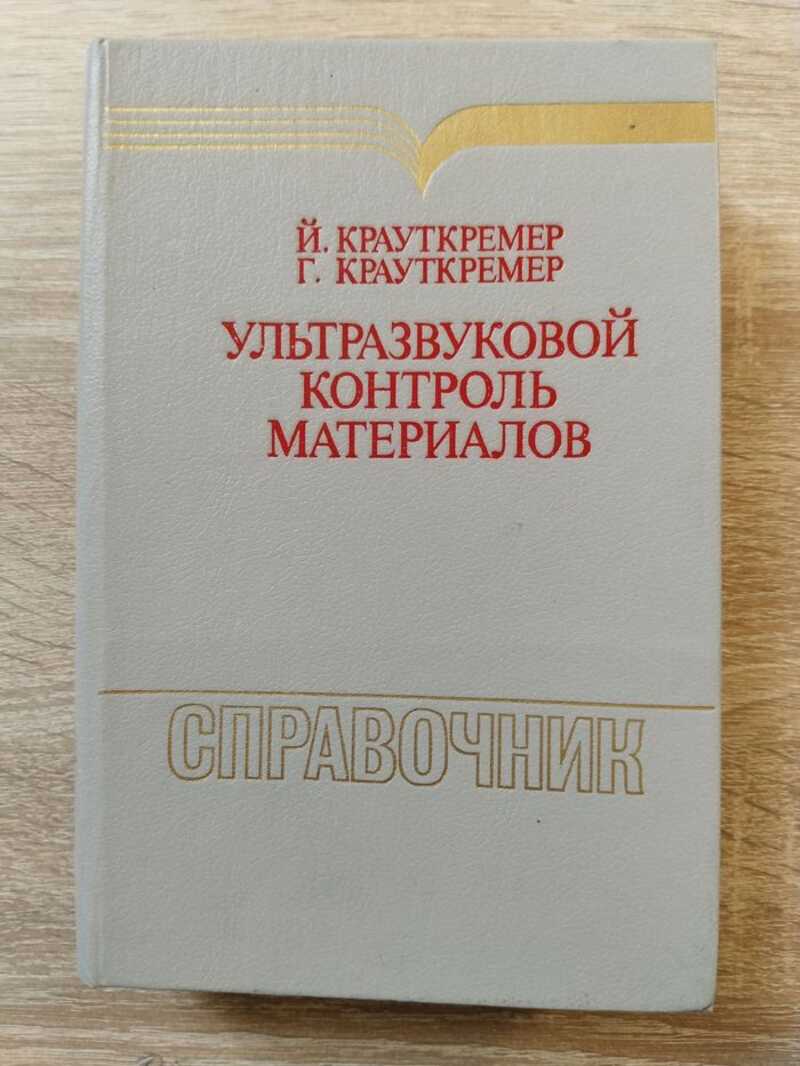 Й. КРАУТКРЕМЕР
Г. КРАУТКРЕМЕР
УЛЬТРАЗВУКОВОЙ
КОНТРОЛЬ
МАТЕРИАЛОВ
СПРАВОЧНИК